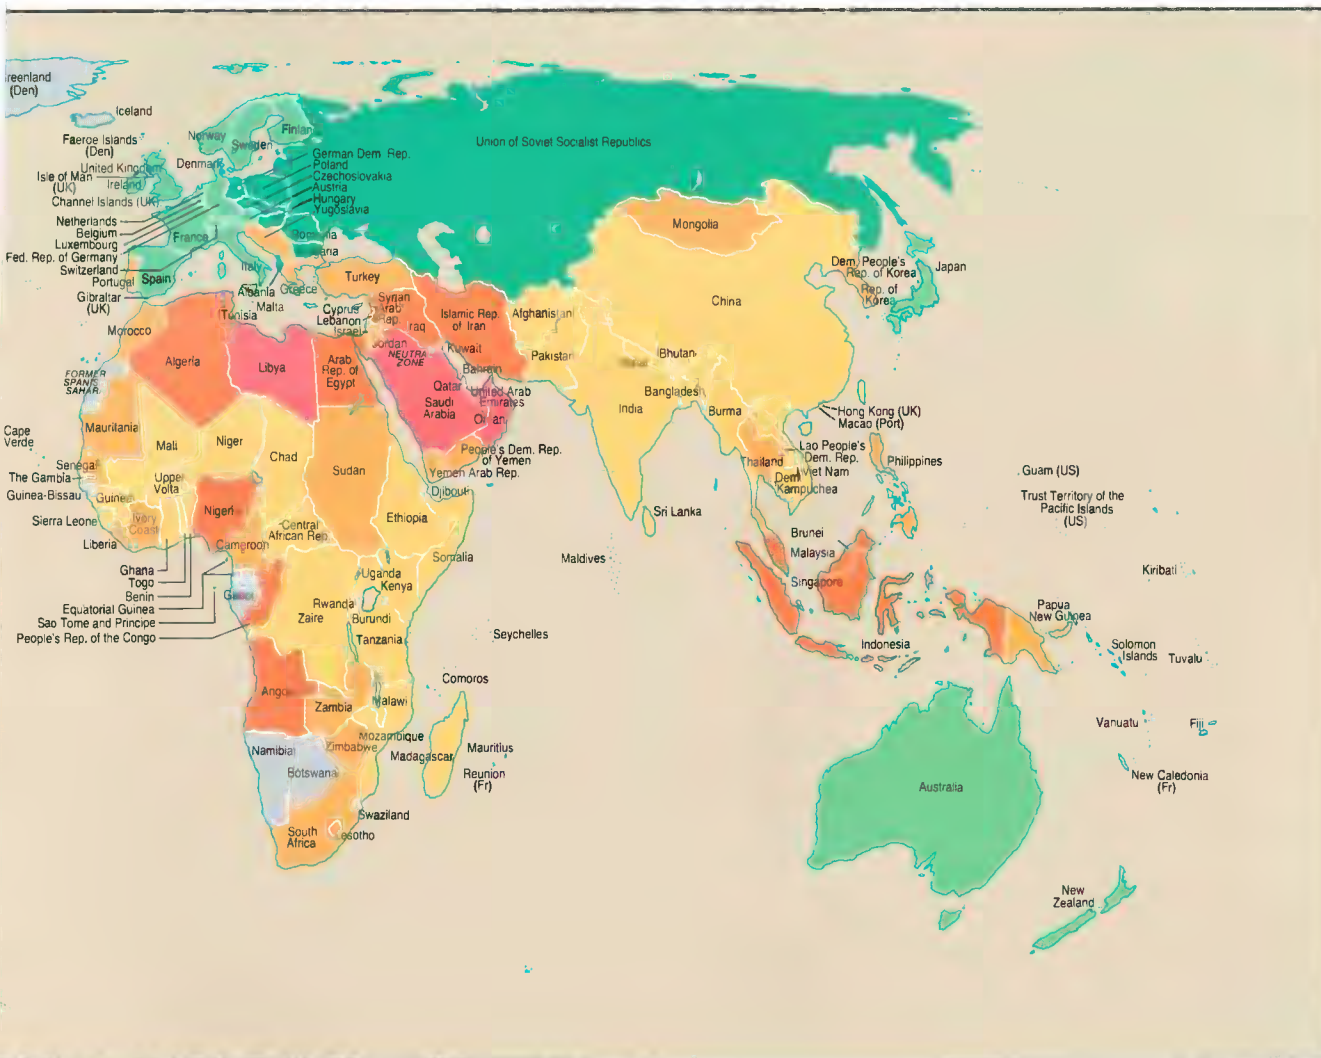 reenland
(Den)
Iceland
Faeroe Islands
(Den)
Norway
Sweden
Finlan
Union of Soviet Socialist Republics
United Kingdom
Denmark
Isle of Man
(UK)
Ireland
Channel Islands (UK
German Dem. Rep.
Poland
Czechoslovakia
Austria
Hungary
Yugoslavia
Netherlands
Belgium
Luxembourg
Fed. Rep. of Germany
Switzerland
Portugal
Spain
Gibraltar
(UK)
France
Italy
Albania
Malta
Greece
Turkey
Cyprus
Lebanon
Israel
Syrian
Arab
Rep.
Iraq
Islamic Rep.
of Iran
Afghanistan
Mongolia
China
Dem. People's
Rep. of Korea
Rep. of
Korea
Japan
Morocco
Tunisia
Algeria
Libya
Arab
Rep. of
Egypt
Jordan
NEUTRA
ZONE
Kuwait
Bahrain
Qatar
United Arab
Emirates
Saudi
Arabia
Pakistan
Bhutan
Bangladesh
India
Burma
Hong Kong (UK)
Macao (Port)
FORMER
SPANIS
SAHAR
Mauritania
Mali
Niger
Chad
Sudan
People's Dem. Rep.
of Yemen
Yemen Arab Rep.
Djibouti
Lao People's
Dem. Rep.
Thailand
Viet Nam
Dem
Kampuchea
Philippines
Guam (US)
Trust Territory of the
Pacific Islands
(US)
Cape
Verde
Senegal
The Gambia
Guinea-Bissau
Guinea
Sierra Leone
Liberia
Upper
Volta
Ivory
Coast
Ghana
Togo
Benin
Equatorial Guinea
Sao Tome and Principe
People's Rep. of the Congo
Nigeri
Cameroon
Central
African Rep
Ethiopia
Somalia
Sri Lanka
Maldives
Brunei
Malaysia
Singapore
Indonesia
Kiribati
Papua
New Guinea
Solomon
Islands
Tuvalu
Uganda
Kenya
Rwanda
Burundi
Zaire
Tanzania
Seychelles
Comoros
Ango
Zambia
Malawi
Mozambique
Zimbabwe
Madagascar
Mauritius
Reunion
(Fr)
Namibia
Botswana
Swaziland
South
Africa
esotho
Vanuatu
Fiji
New Caledonia
(Fr)
Australia
New
Zealand